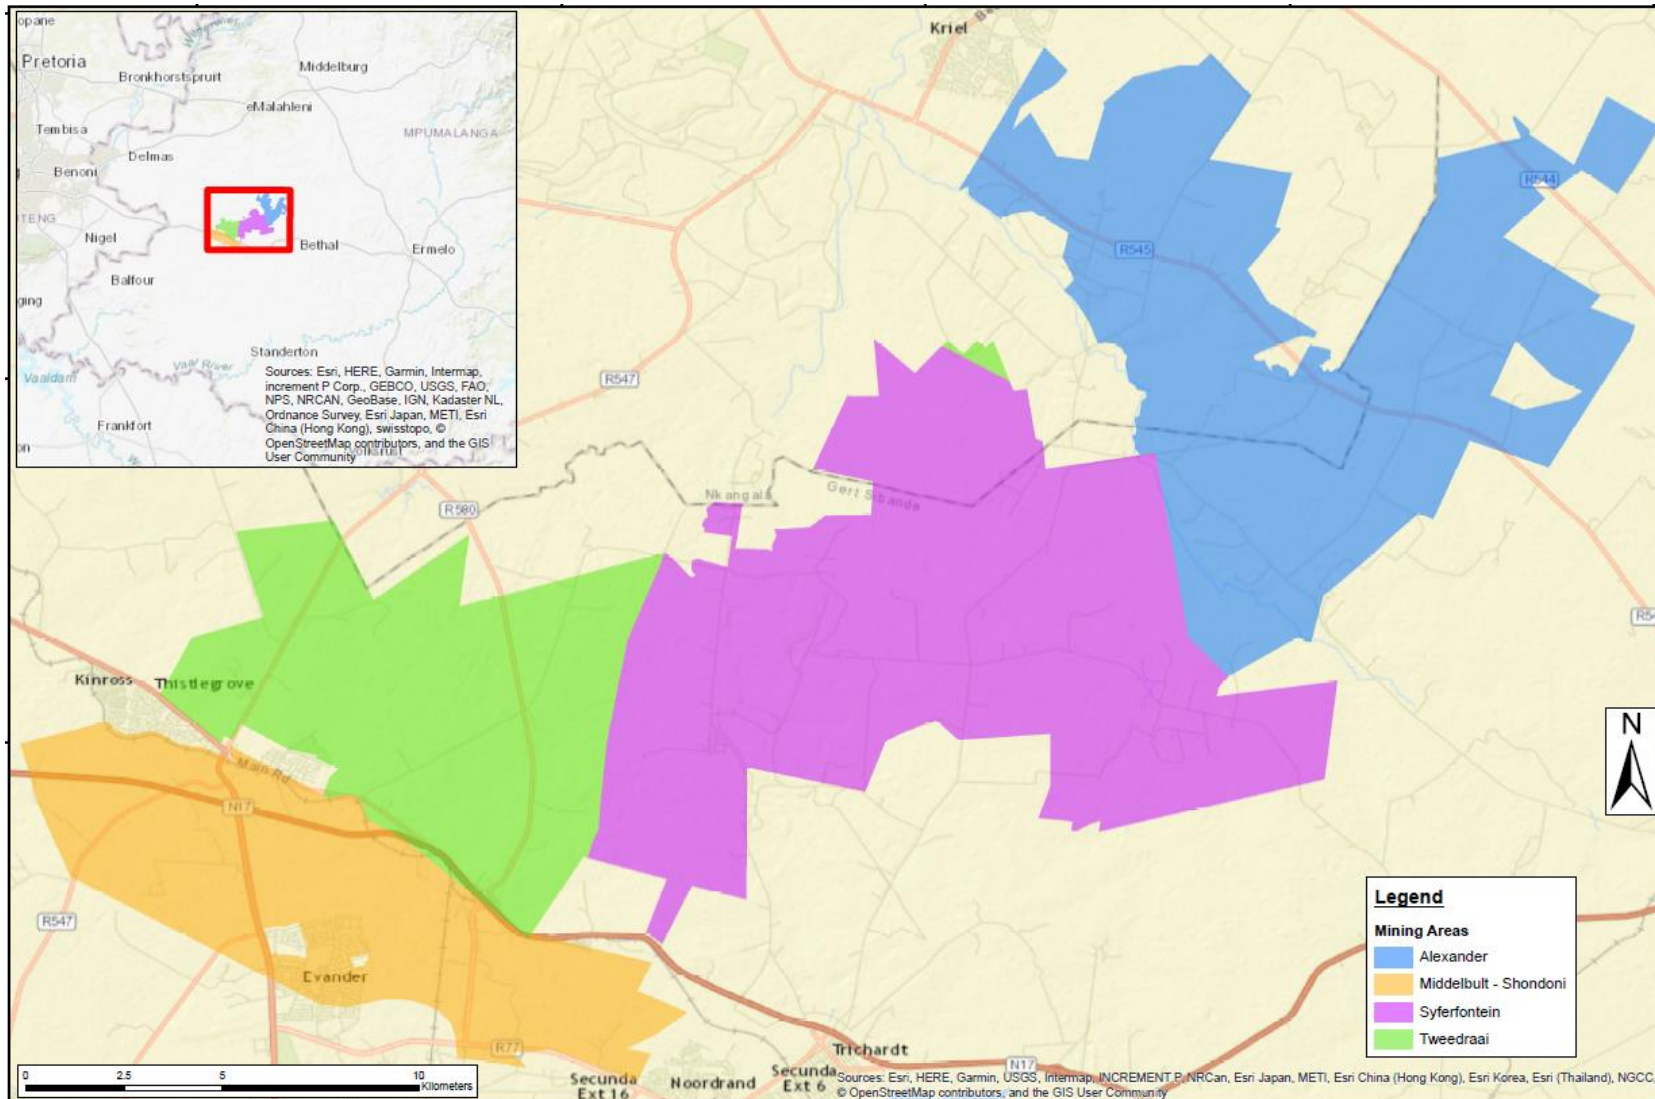 opane
Pretoria
Bronkhorstspruit
Middelburg
eMalahleni
Tembisa
MPUMALANGA
Delmas
Benoni
TENG
Nigel
Bethal
Ermelo
Balfour
ging
Standerton
Vaal River
Vaaldam
Frankfort
Sources: Esri, HERE, Garmin, Intermap,
increment P Corp., GEBCO, USGS, FAO,
NPS, NRCAN, GeoBase, IGN, Kadaster NL,
Ordnance Survey, Esri Japan, METI, Esri
China (Hong Kong), swisstopo, ©
OpenStreetMap contributors, and the GIS
User Community
Volksrust
Kriel
R544
R545
R547
Nkangala
Gert Sibande
R580
R54
Kinross
Thistlegrove
Main Rd
N17
R547
Evander
R77
Trichardt
N17
Secunda
Ext 16
Noordrand
Secunda
Ext 6
N
Legend
Mining Areas
Alexander
Middelbult - Shondoni
Syferfontein
Tweedraai
0 2.5 5 10
Kilometers
Sources: Esri, HERE, Garmin, USGS, Intermap, INCREMENT P, NRCan, Esri Japan, METI, Esri China (Hong Kong), Esri Korea, Esri (Thailand), NGCC,
© OpenStreetMap contributors, and the GIS User Community